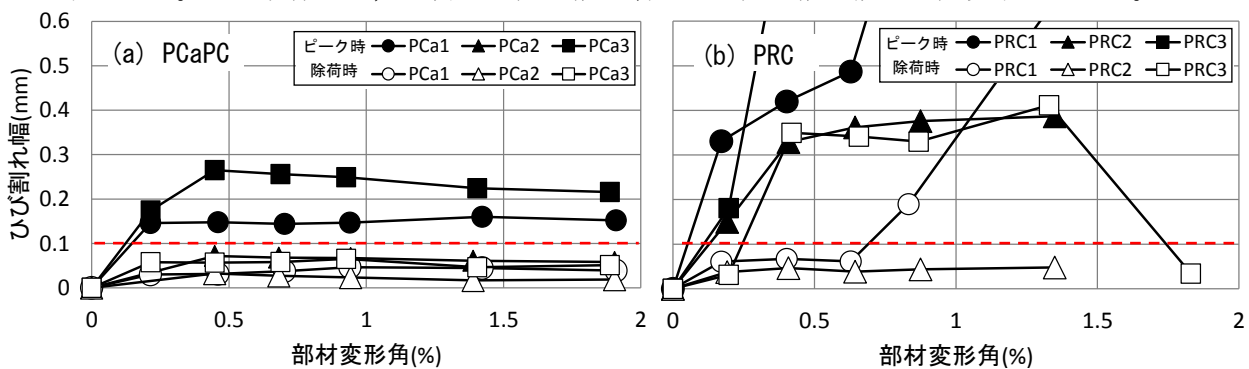 0.6
0.5
0.4
0.3
0.2
0.1
0
ひび割れ幅(mm)
(a) PCaPC
ピーク時 PCa1 PCa2 PCa3
除荷時 PCa1 PCa2 PCa3
0 0.5 1 1.5 2
部材変形角(%)
(b) PRC
ピーク時 PRC1 PRC2 PRC3
除荷時 PRC1 PRC2 PRC3
0 0.5 1 1.5 2
部材変形角(%)